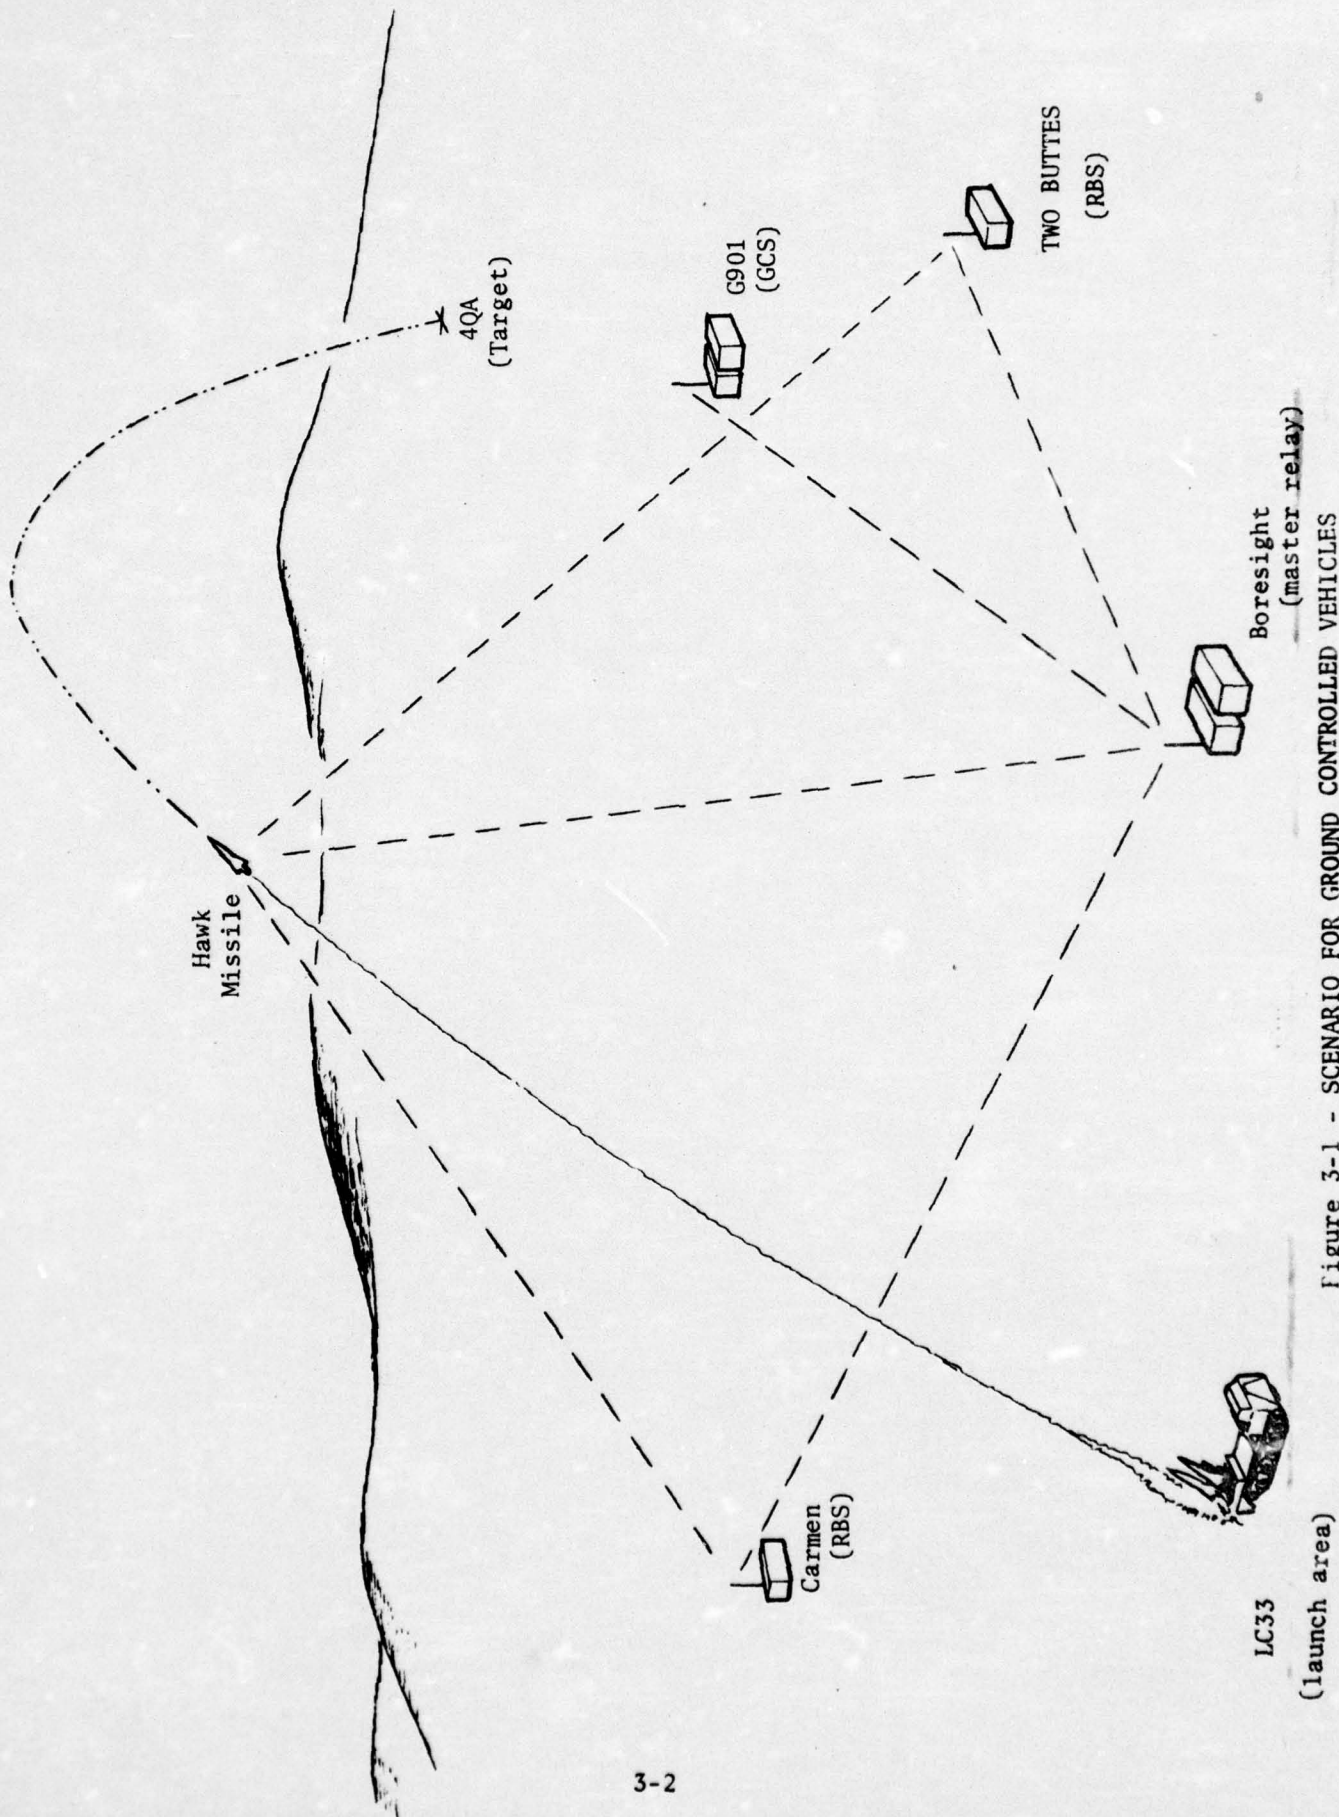 Hawk
Missile
4QA
(Target)
G901
(GCS)
TWO BUTTES
(RBS)
Carmen
(RBS)
Boresight
(master relay)
LC33
(launch area)
Figure 3-1 - SCENARIO FOR GROUND CONTROLLED VEHICLES
3-2